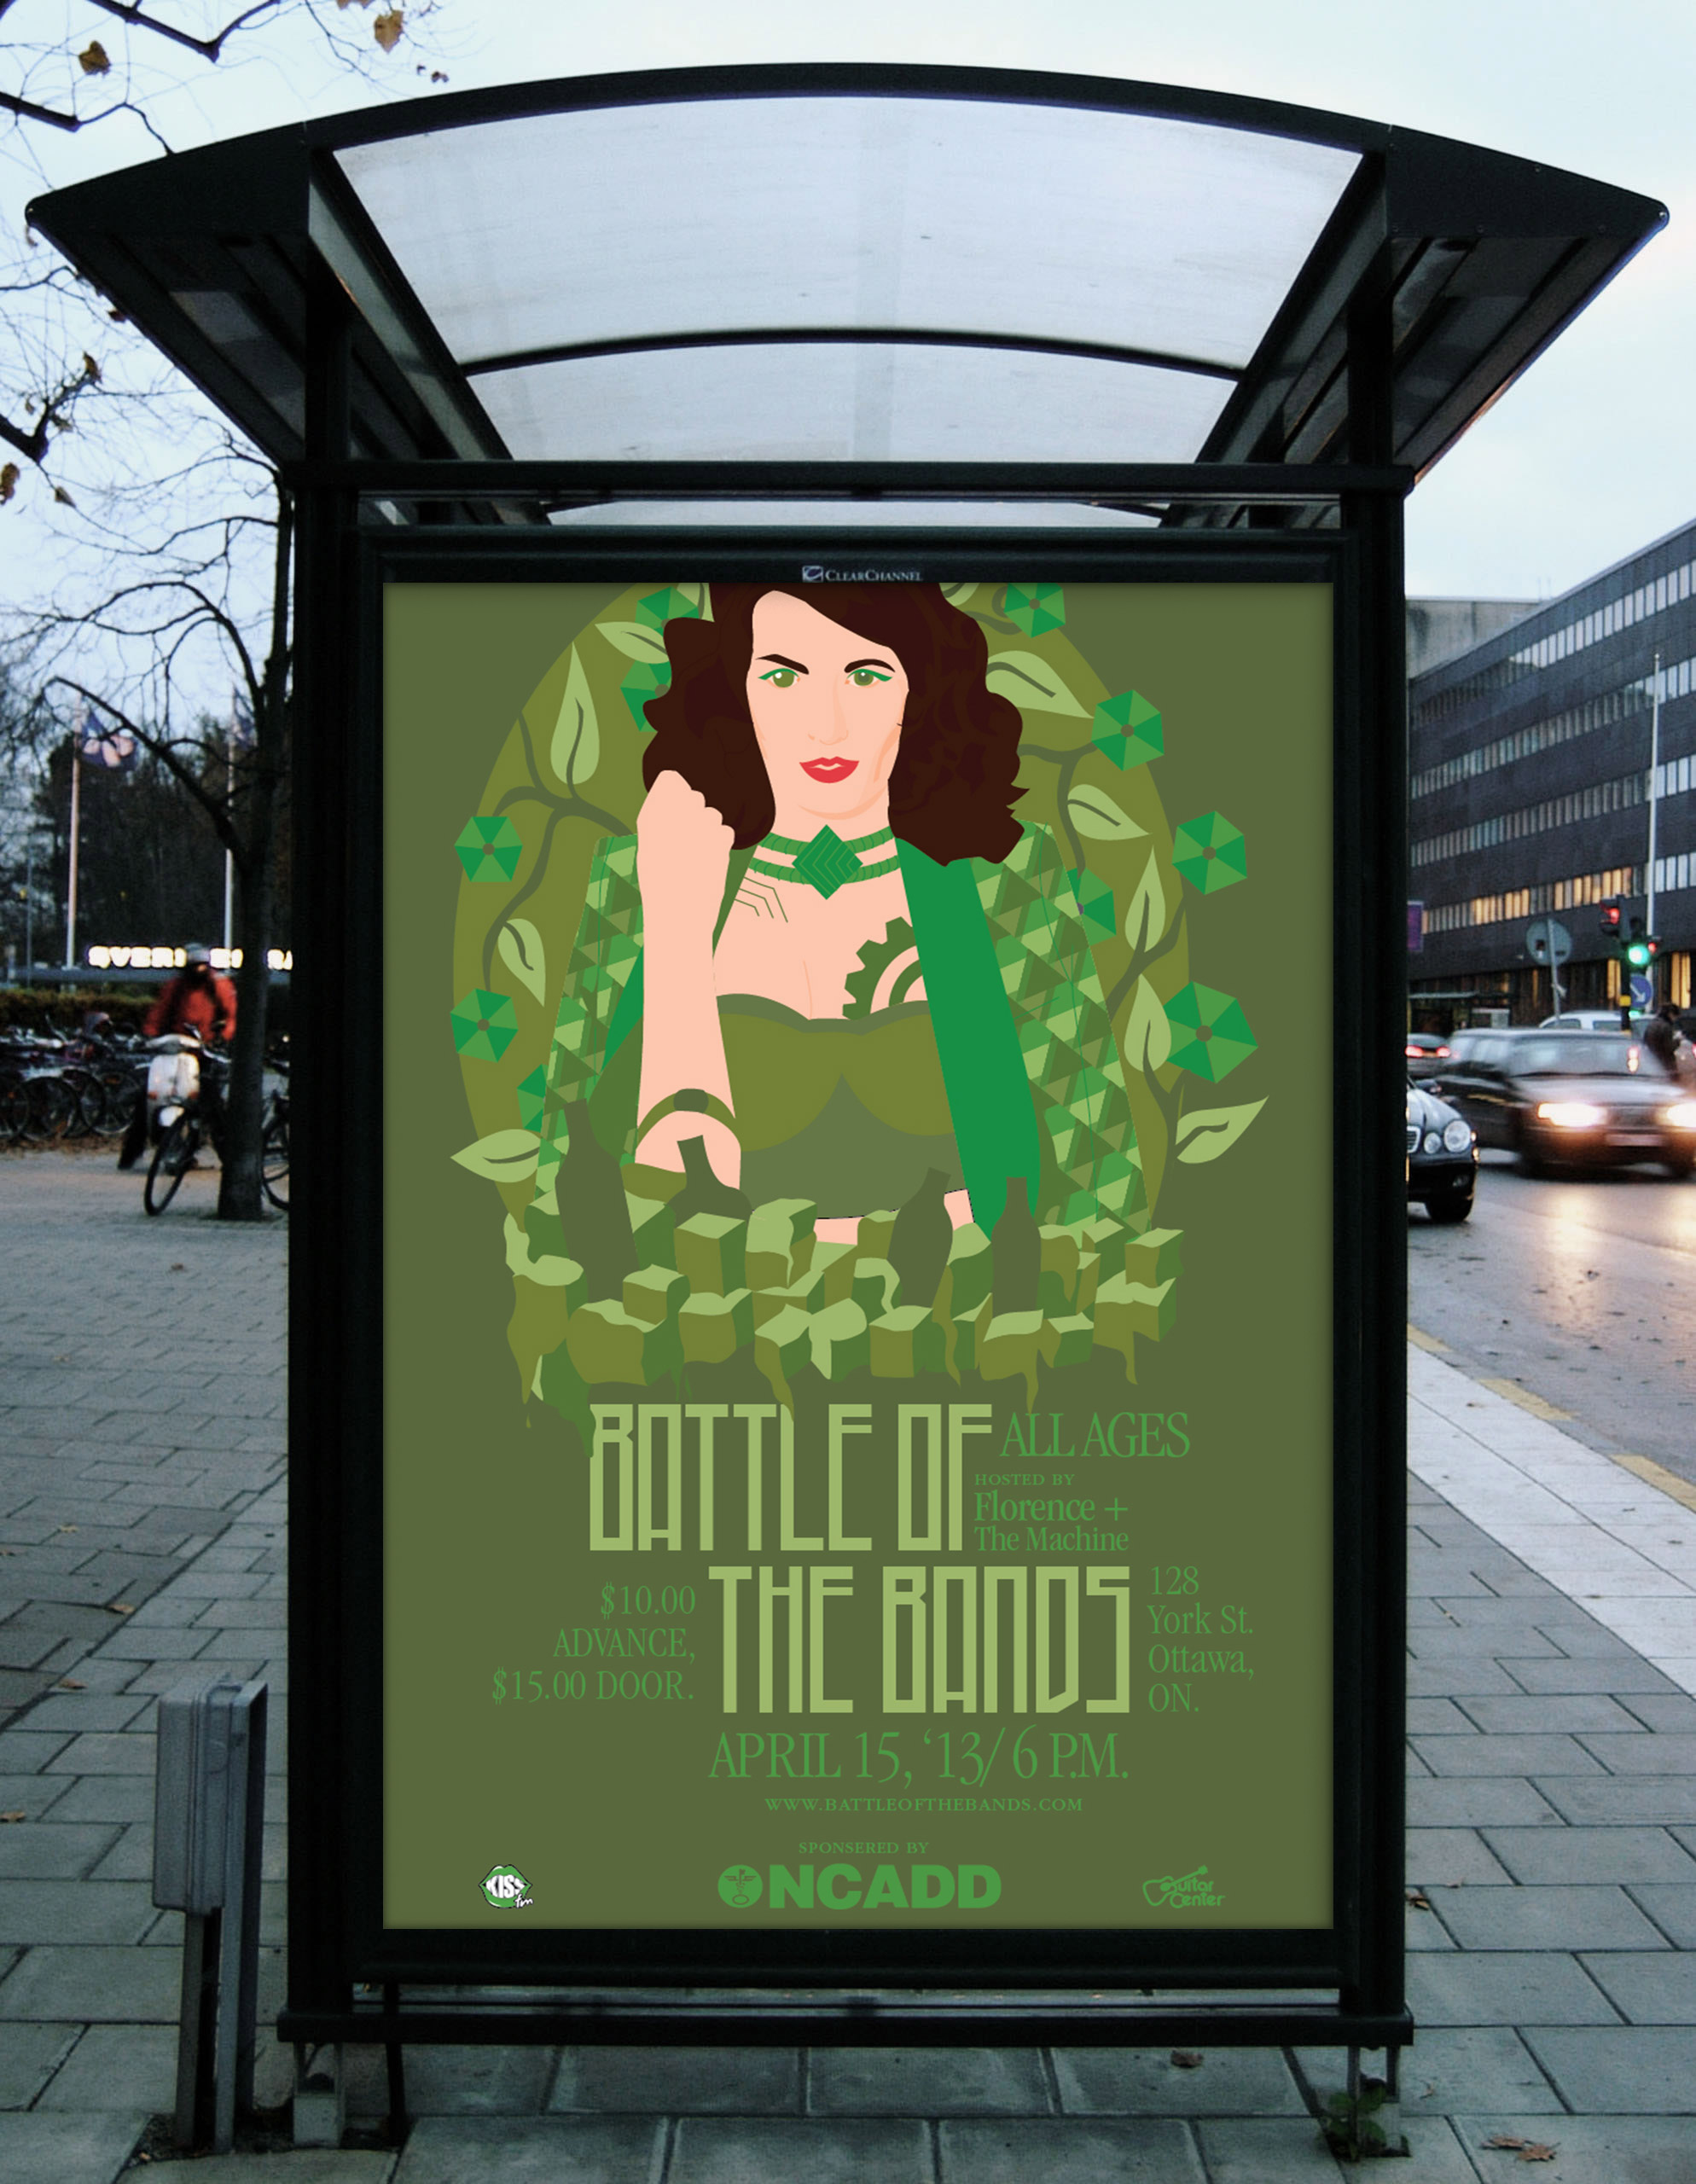 CLEARCHANNEL
BATTLE OF
ALL AGES
HOSTED BY
Florence +
The Machine
THE BANDS
$10.00
ADVANCE,
$15.00 DOOR.
128
York St.
Ottawa,
ON.
APRIL 15, ‘13/ 6 P.M.
WWW.BATTLEOFTHEBANDS.COM
SPONSERED BY
KISS
fm
NCADD
Guitar
Center